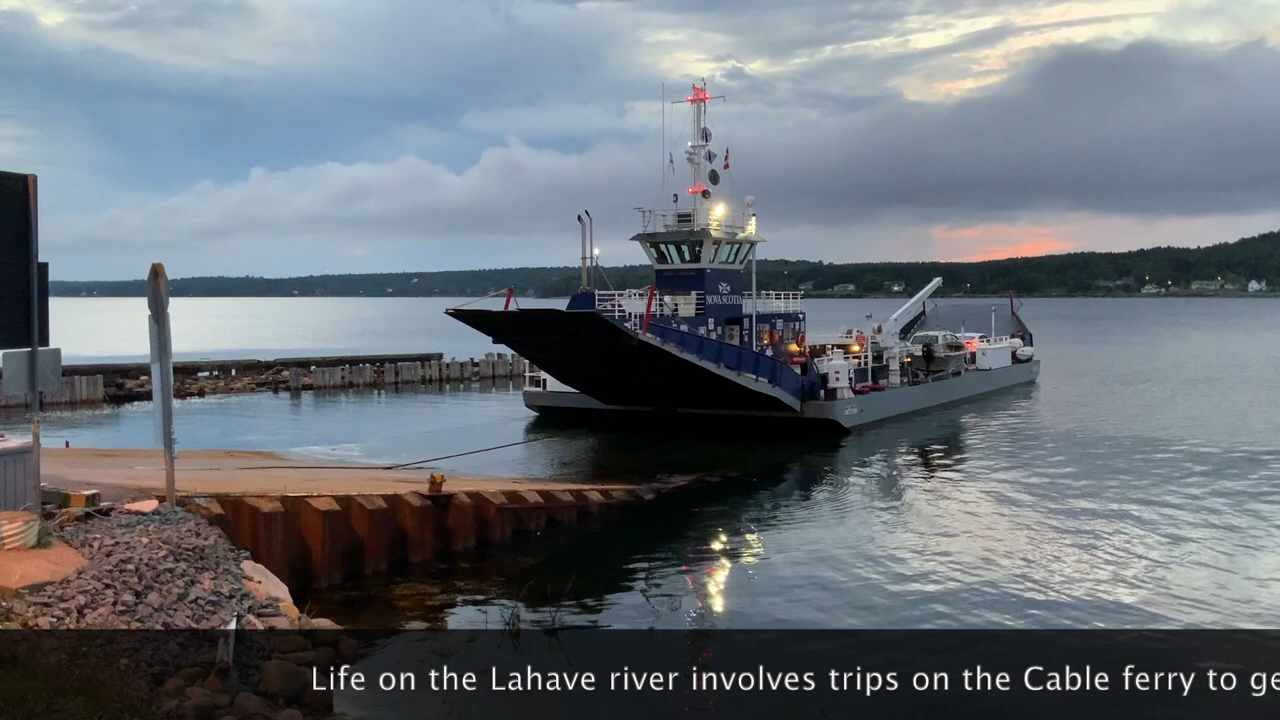 NOVA SCOTIA
Life on the Lahave river involves trips on the Cable ferry to ge